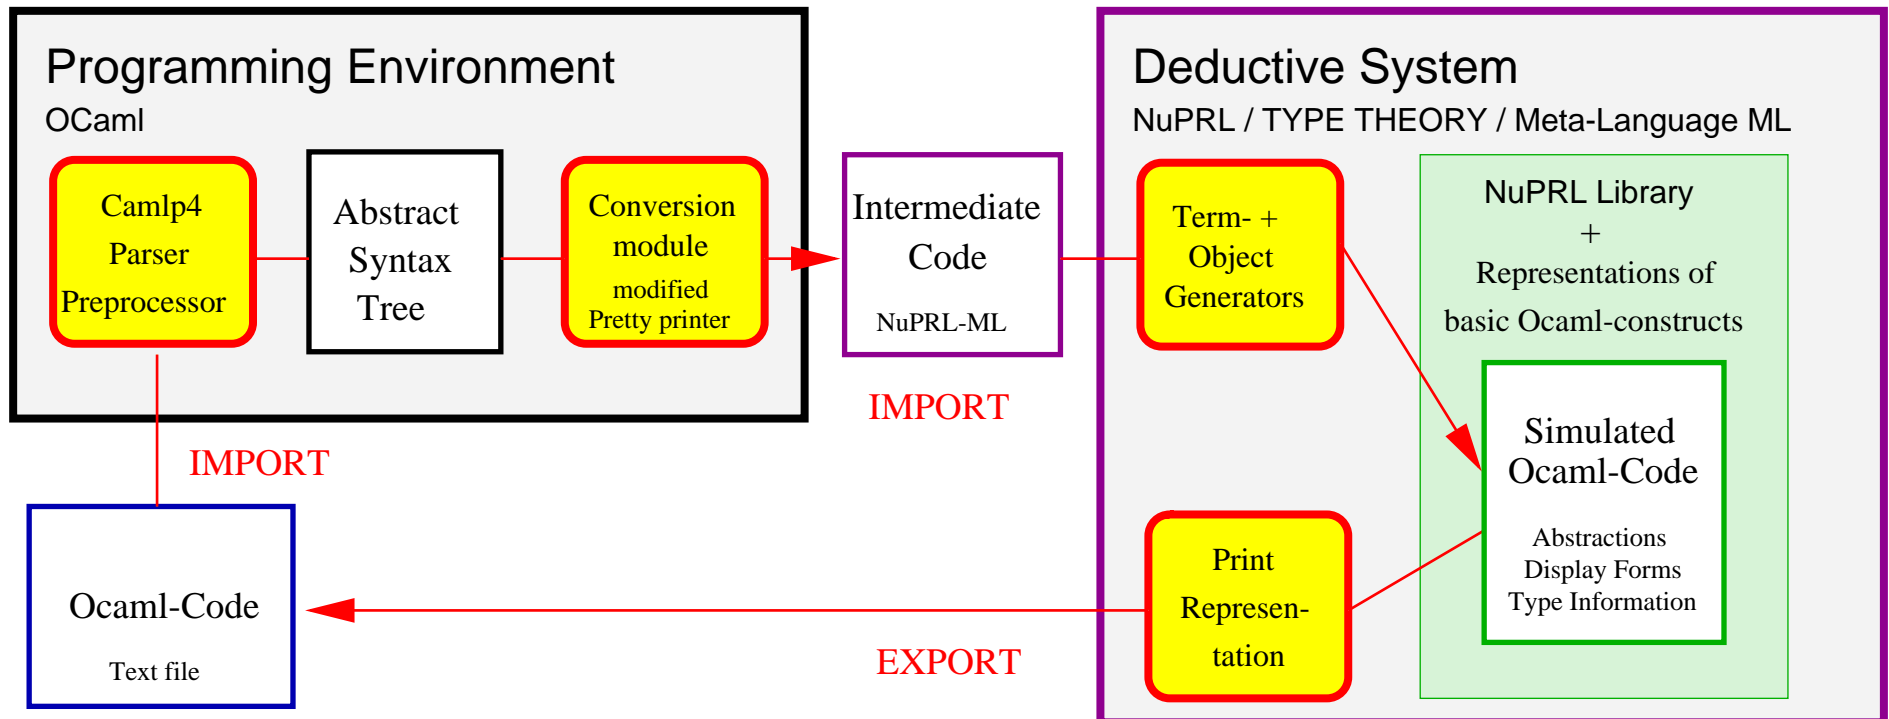 Programming Environment
OCaml
Camlp4
Parser
Preprocessor
Abstract
Syntax
Tree
Conversion
module
modified
Pretty printer
Intermediate
Code
NuPRL-ML
IMPORT
Deductive System
NuPRL / TYPE THEORY / Meta-Language ML
Term- +
Object
Generators
NuPRL Library
+
Representations of
basic Ocaml-constructs
Simulated
Ocaml-Code
Abstractions
Display Forms
Type Information
IMPORT
Ocaml-Code
Text file
EXPORT
Print
Represen-
tation